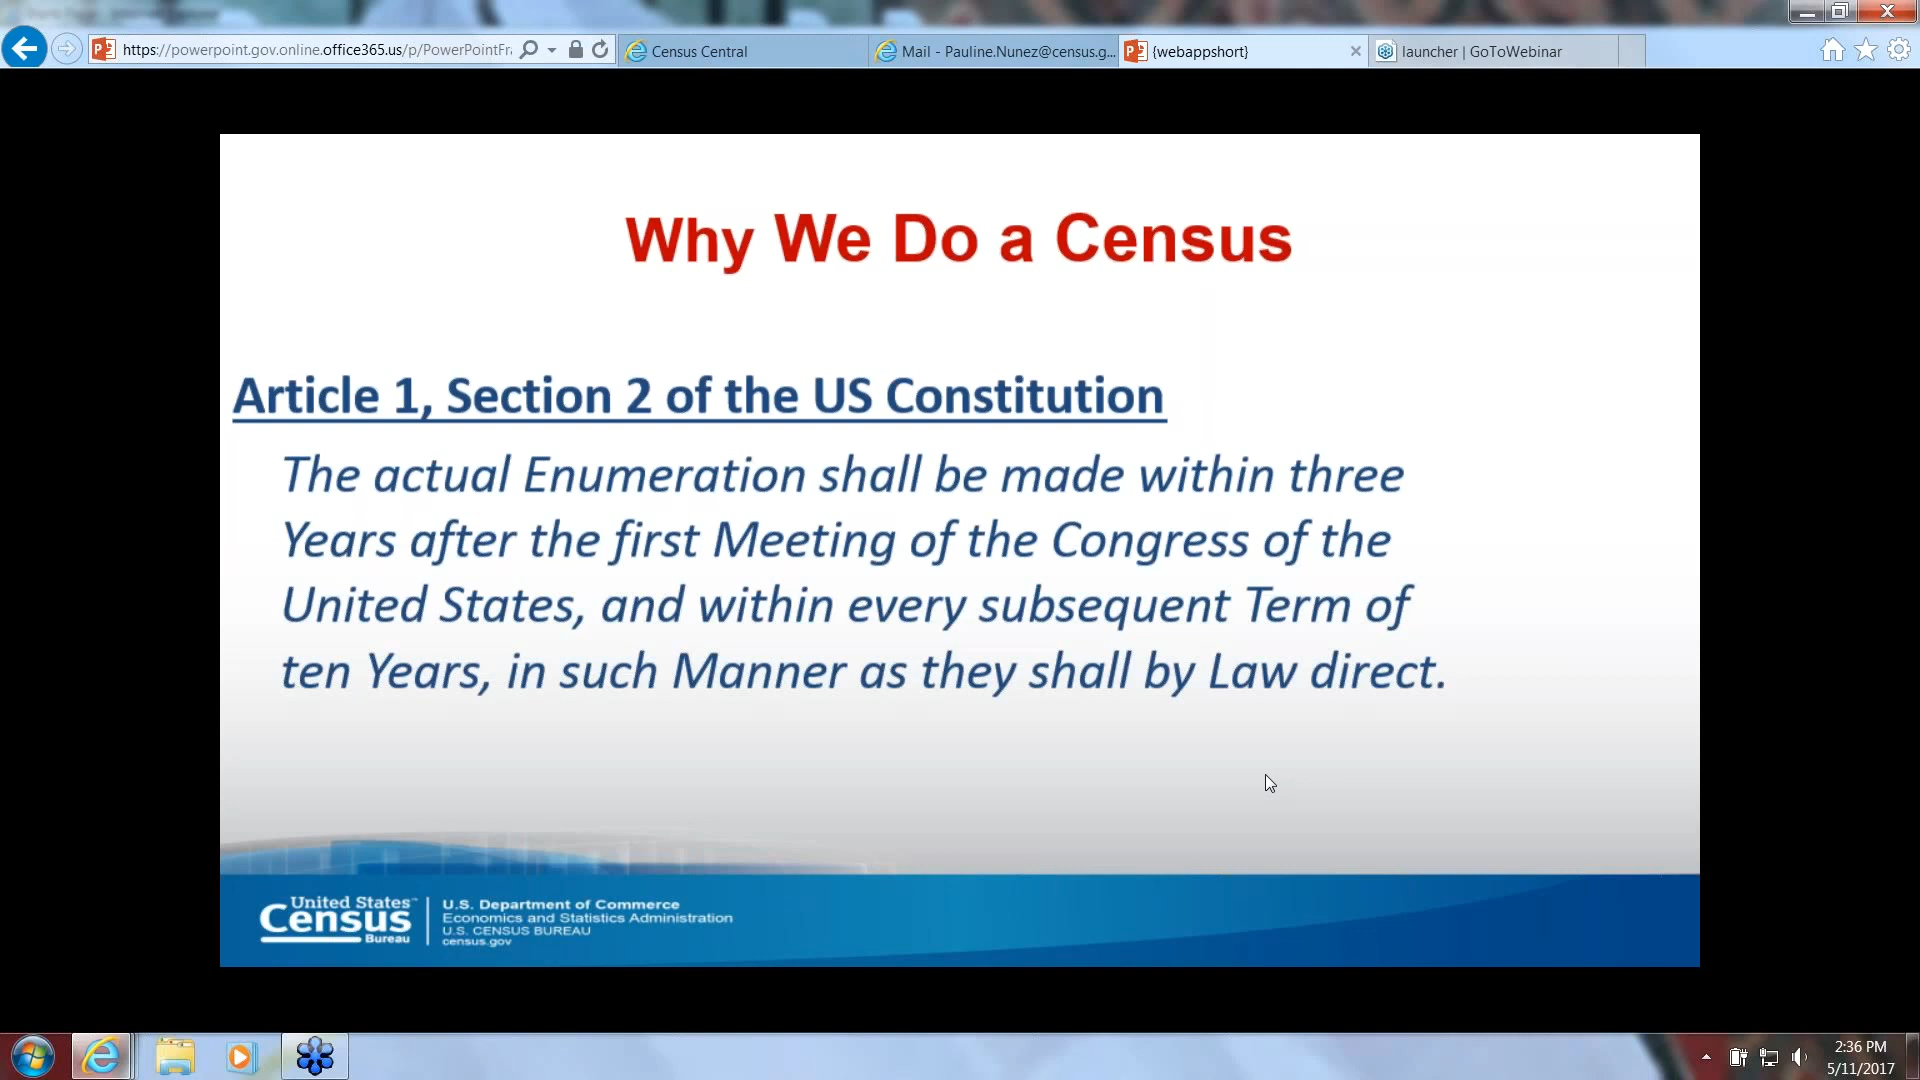 https://powerpoint.gov.online.office365.us/p/PowerPointFr
Census Central
Mail - Pauline.Nunez@census.g...
{webappshort}
launcher | GoToWebinar
Why We Do a Census
Article 1, Section 2 of the US Constitution
The actual Enumeration shall be made within three
Years after the first Meeting of the Congress of the
United States, and within every subsequent Term of
ten Years, in such Manner as they shall by Law direct.
United States™
Census
Bureau
U.S. Department of Commerce
Economics and Statistics Administration
U.S. CENSUS BUREAU
census.gov
2:36 PM
5/11/2017